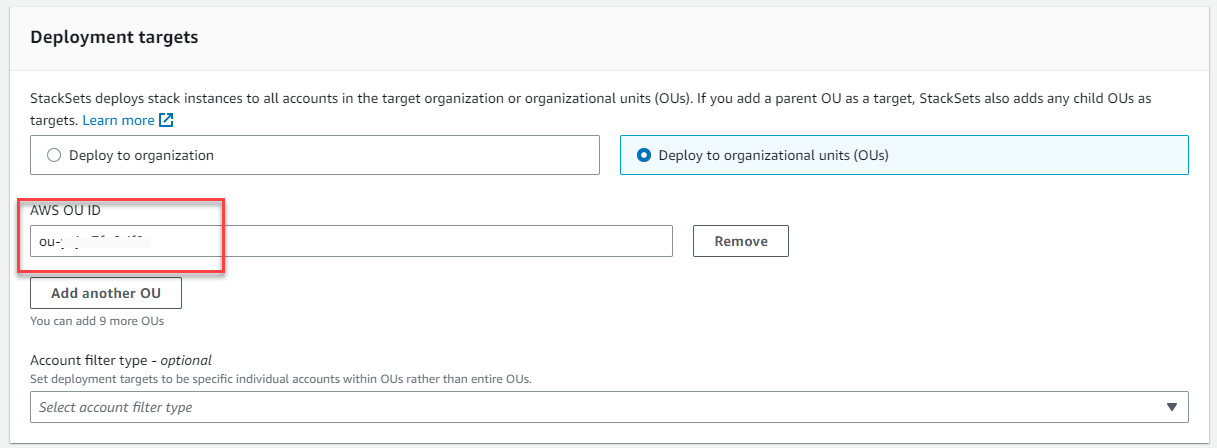 Deployment targets
StackSets deploys stack instances to all accounts in the target organization or organizational units (OUs). If you add a parent OU as a target, StackSets also adds any child OUs as
targets. Learn more
Deploy to organization
Deploy to organizational units (OUs)
AWS OU ID
ou-
Remove
Add another OU
You can add 9 more OUs
Account filter type - optional
Set deployment targets to be specific individual accounts within OUs rather than entire OUs.
Select account filter type